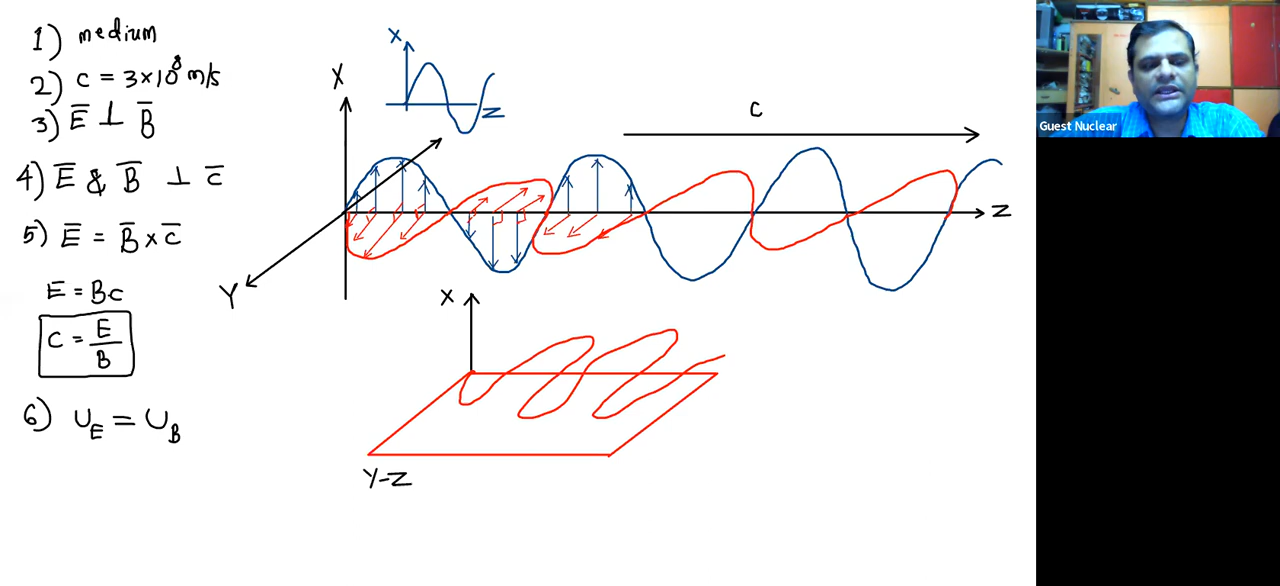 1) medium
2) C = 3×10⁸ m/s
3) E̅ ⊥ B̅
4) E̅ & B̅ ⊥ c̅
5) E̅ = B̅ × c̅
E = Bc
C = E/B
6) U_E = U_B
X
Z
X
Y
C
Z
X
Y-Z
Guest Nuclear